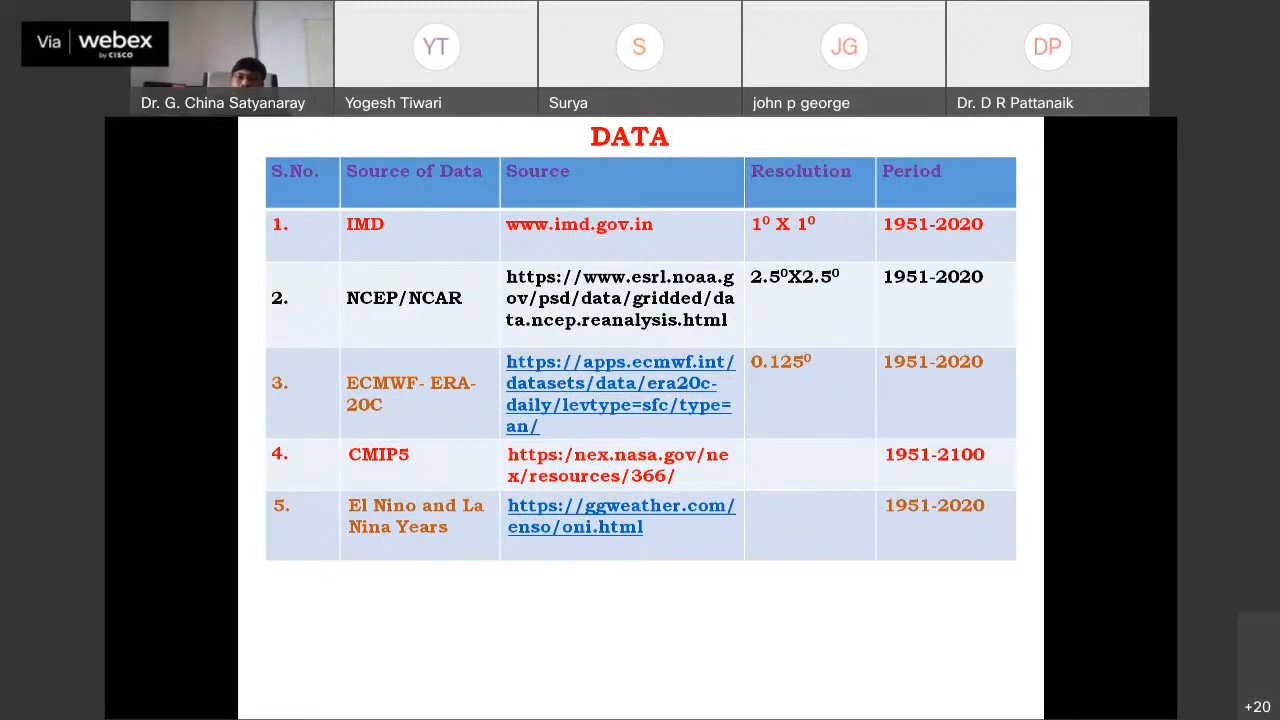 Via webex
by CISCO
YT
S
JG
DP
Dr. G. China Satyanaray
Yogesh Tiwari
Surya
john p george
Dr. D R Pattanaik
DATA
S.No. Source of Data Source Resolution Period
1. IMD www.imd.gov.in 1⁰ X 1⁰ 1951-2020
2. NCEP/NCAR
https://www.esrl.noaa.g
ov/psd/data/gridded/da
ta.ncep.reanalysis.html
2.5⁰X2.5⁰ 1951-2020
3. ECMWF- ERA-
20C
https://apps.ecmwf.int/
datasets/data/era20c-
daily/levtype=sfc/type=
an/
0.125⁰ 1951-2020
4. CMIP5
https:/nex.nasa.gov/ne
x/resources/366/
1951-2100
5. El Nino and La
Nina Years
https://ggweather.com/
enso/oni.html
1951-2020
+20